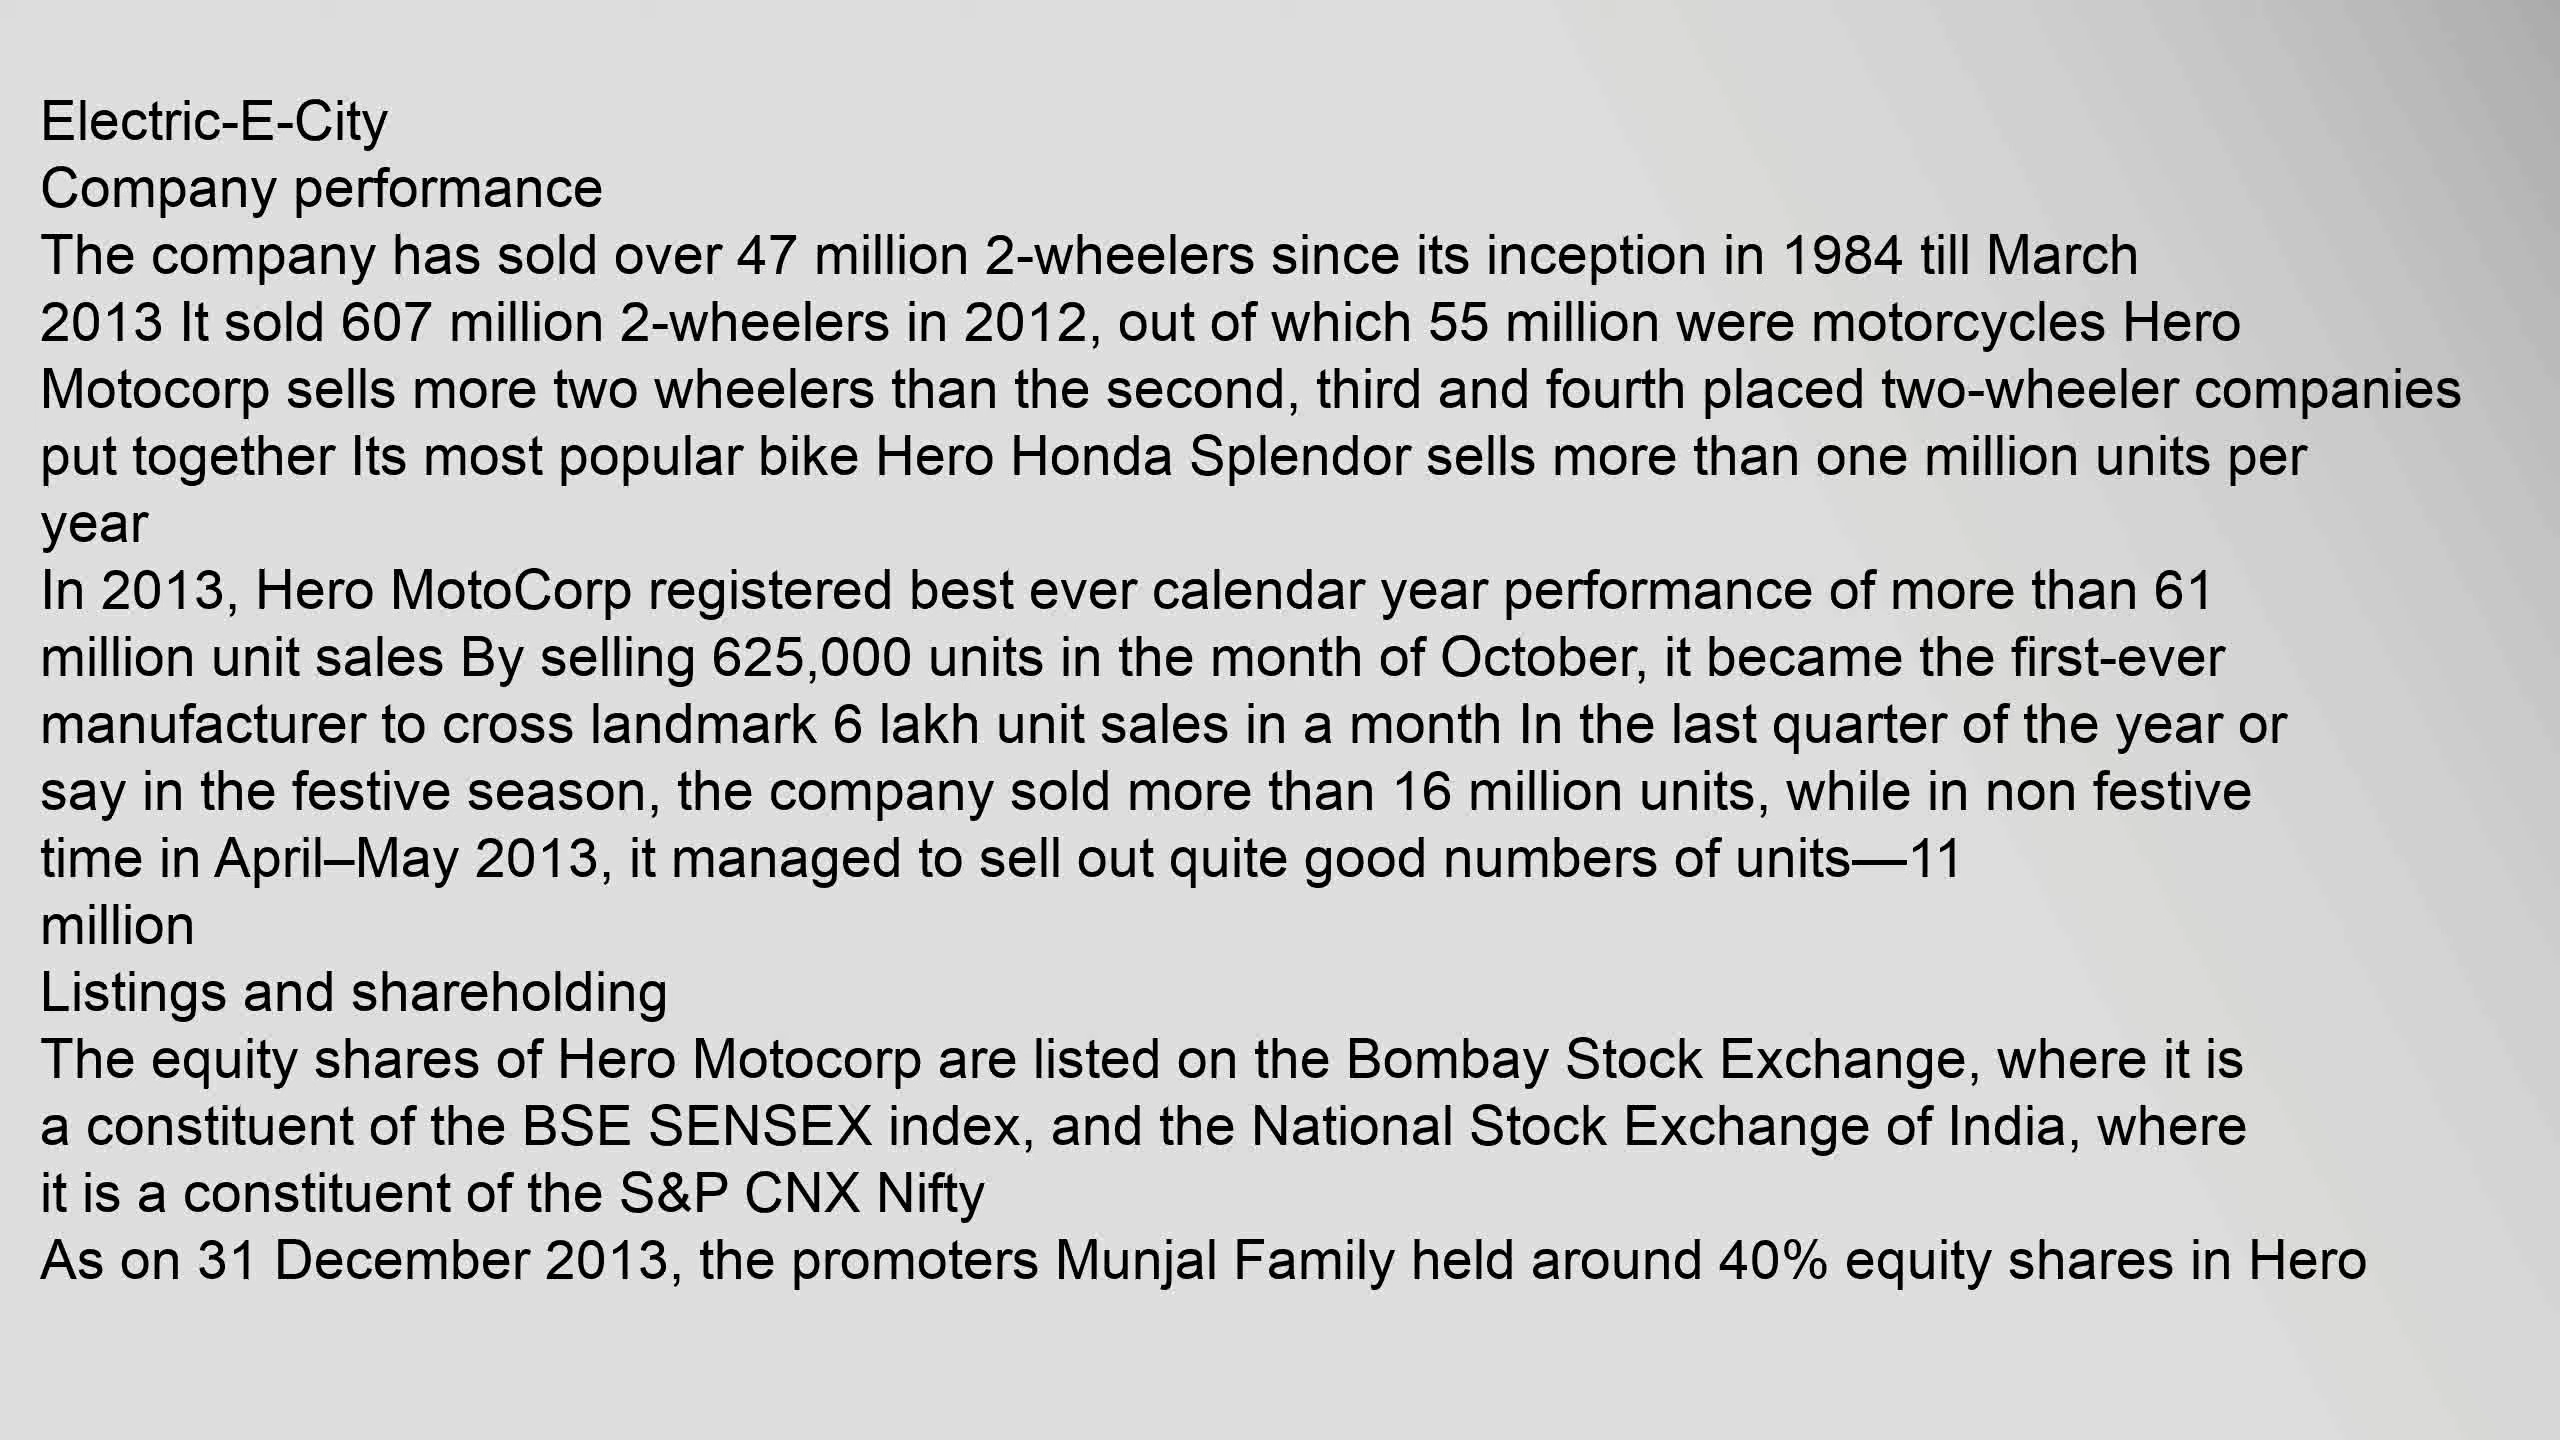 Electric-E-City
Company performance
The company has sold over 47 million 2-wheelers since its inception in 1984 till March
2013 It sold 607 million 2-wheelers in 2012, out of which 55 million were motorcycles Hero
Motocorp sells more two wheelers than the second, third and fourth placed two-wheeler companies
put together Its most popular bike Hero Honda Splendor sells more than one million units per
year
In 2013, Hero MotoCorp registered best ever calendar year performance of more than 61
million unit sales By selling 625,000 units in the month of October, it became the first-ever
manufacturer to cross landmark 6 lakh unit sales in a month In the last quarter of the year or
say in the festive season, the company sold more than 16 million units, while in non festive
time in April–May 2013, it managed to sell out quite good numbers of units—11
million
Listings and shareholding
The equity shares of Hero Motocorp are listed on the Bombay Stock Exchange, where it is
a constituent of the BSE SENSEX index, and the National Stock Exchange of India, where
it is a constituent of the S&P CNX Nifty
As on 31 December 2013, the promoters Munjal Family held around 40% equity shares in Hero